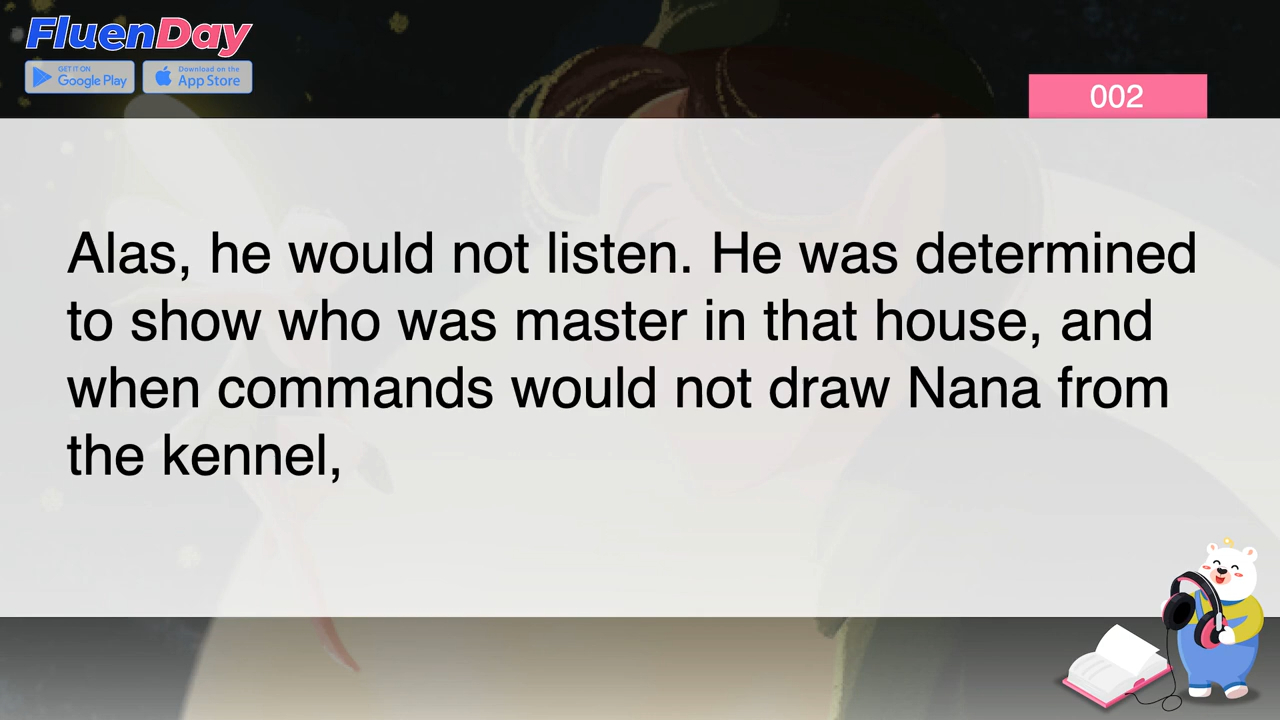 FluenDay
GET IT ON
Google Play
Download on the
App Store
002
Alas, he would not listen. He was determined
to show who was master in that house, and
when commands would not draw Nana from
the kennel,